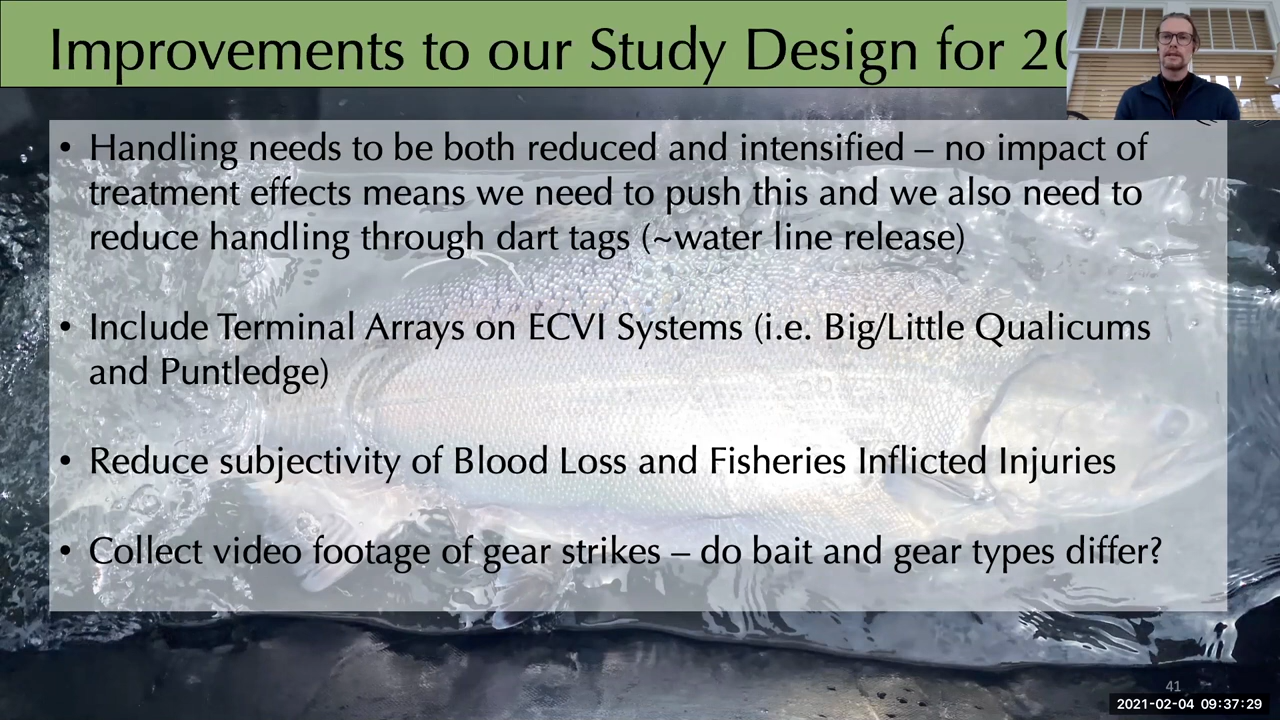 Improvements to our Study Design for 20
• Handling needs to be both reduced and intensified – no impact of
treatment effects means we need to push this and we also need to
reduce handling through dart tags (~water line release)
• Include Terminal Arrays on ECVI Systems (i.e. Big/Little Qualicums
and Puntledge)
• Reduce subjectivity of Blood Loss and Fisheries Inflicted Injuries
• Collect video footage of gear strikes – do bait and gear types differ?
41
2021-02-04 09:37:29